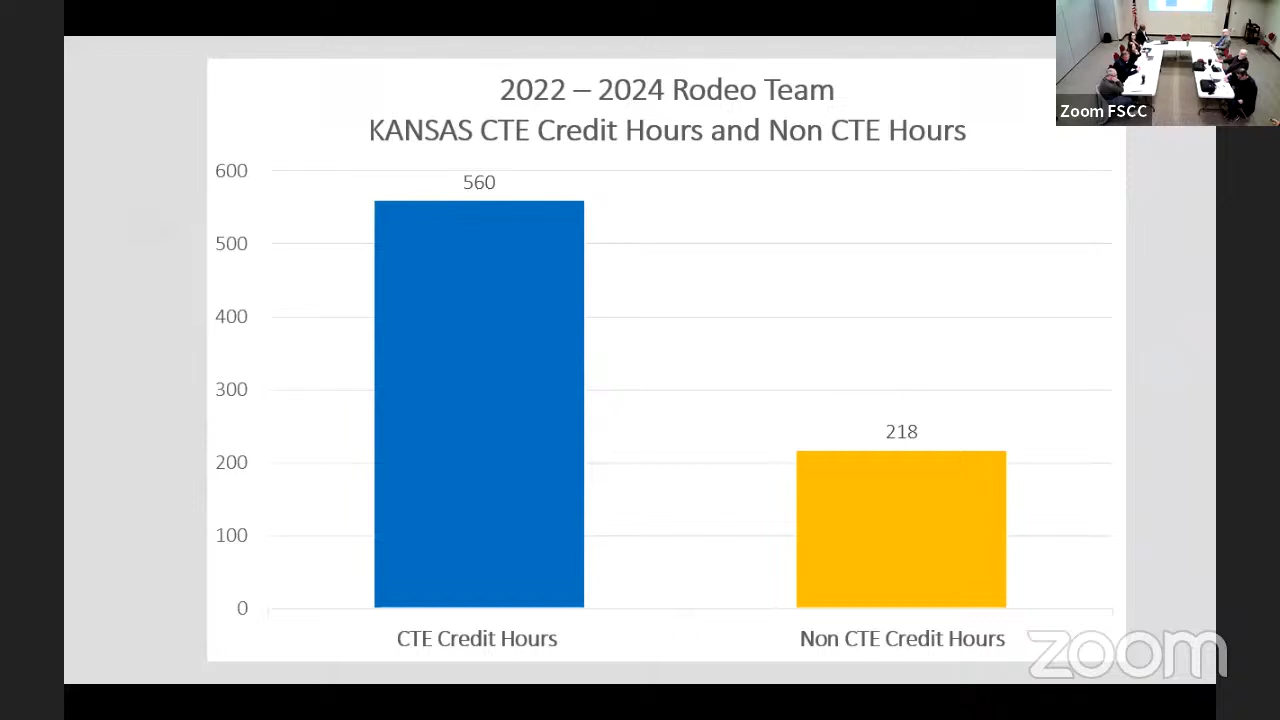 2022 – 2024 Rodeo Team
KANSAS CTE Credit Hours and Non CTE Hours
Zoom FSCC
600
560
500
400
300
218
200
100
0
CTE Credit Hours
Non CTE Credit Hours
zoom